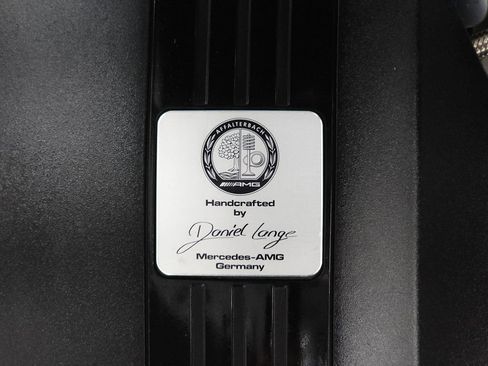 AFFALTERBACH
AMG
Handcrafted
by
Daniel Lange
Mercedes-AMG
Germany